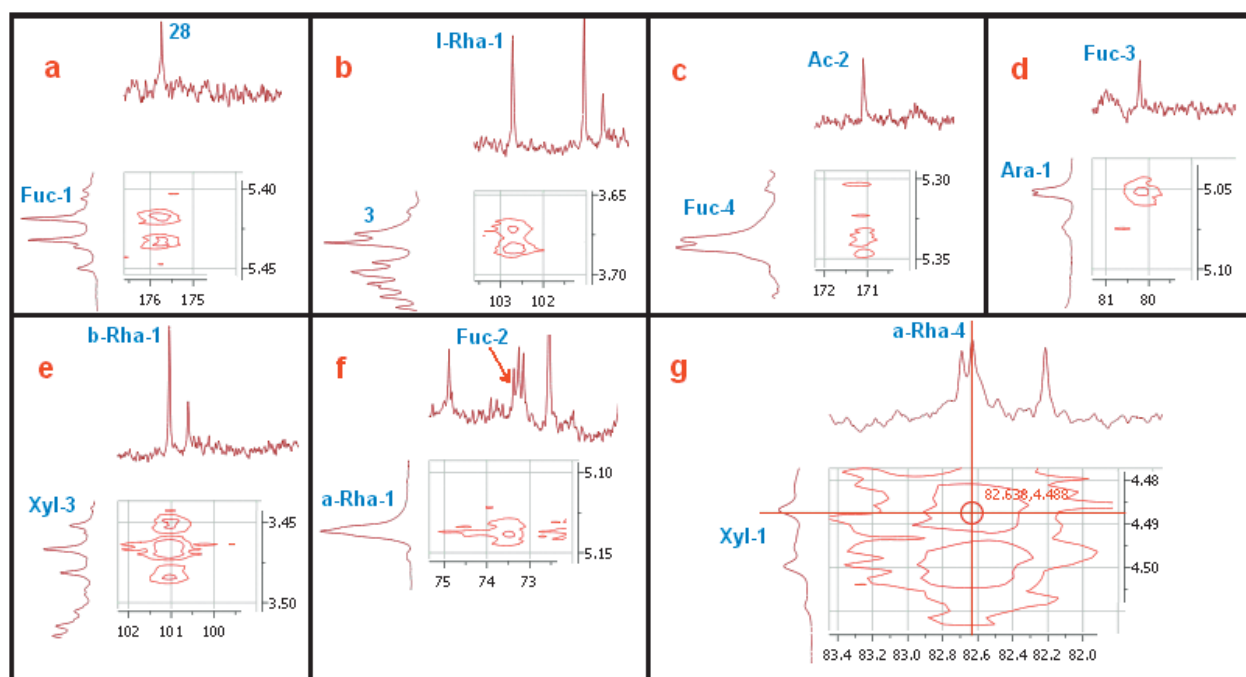 a
28
Fuc-1
5.40
5.45
176 175
b
l-Rha-1
3
3.65
3.70
103 102
c
Ac-2
Fuc-4
5.30
5.35
172 171
d
Fuc-3
Ara-1
5.05
5.10
81 80
e
b-Rha-1
Xyl-3
3.45
3.50
102 101 100
f
Fuc-2
a-Rha-1
5.10
5.15
75 74 73
g
a-Rha-4
82.638,4.488
Xyl-1
4.48
4.49
4.50
83.4 83.2 83.0 82.8 82.6 82.4 82.2 82.0